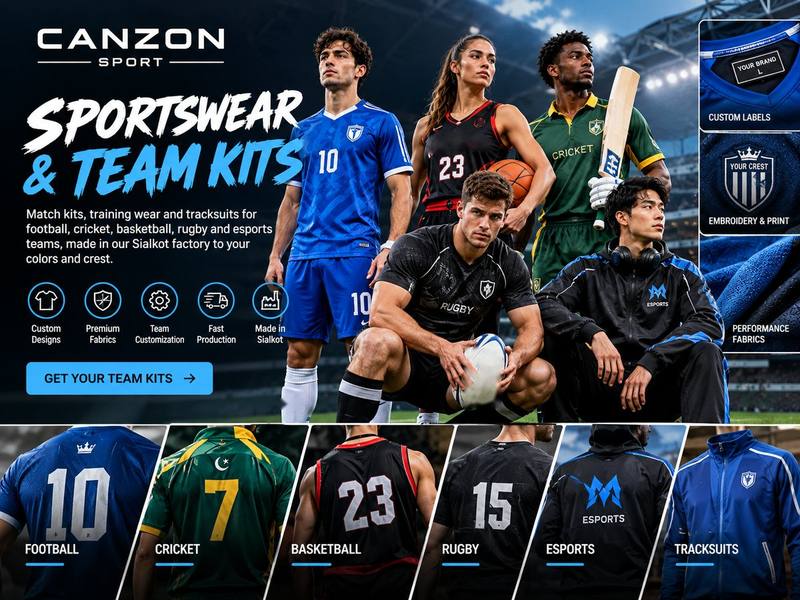 CANZON
SPORT
SPORTSWEAR
& TEAM KITS
Match kits, training wear and tracksuits for
football, cricket, basketball, rugby and esports
teams, made in our Sialkot factory to your
colors and crest.
Custom
Designs
Premium
Fabrics
Team
Customization
Fast
Production
Made in
Sialkot
GET YOUR TEAM KITS
10
10
23
CRICKET
RUGBY
ESPORTS
YOUR BRAND
L
CUSTOM LABELS
YOUR CREST
EMBROIDERY & PRINT
PERFORMANCE
FABRICS
10
FOOTBALL
7
CRICKET
23
BASKETBALL
15
RUGBY
ESPORTS
ESPORTS
TRACKSUITS